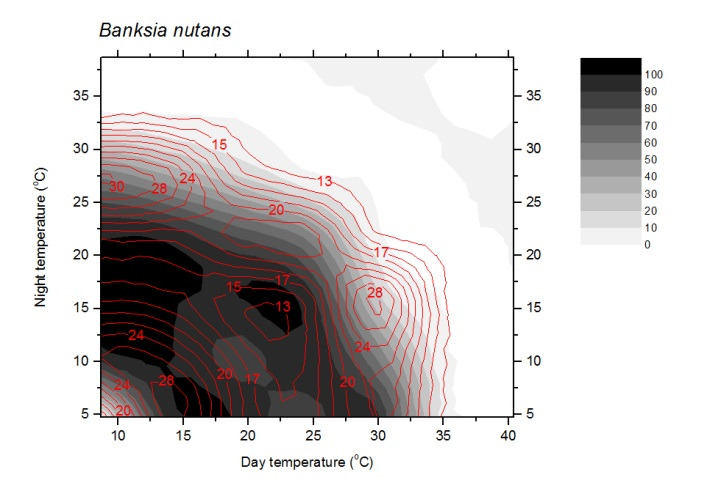 Banksia nutans
35 35 100
90
80
30 15 30 70
60
24 13 50
25 30 28 25 40
20 30
20
10
20 17 20 0
17
15 28
15 13 15
24 24
10 10
24 28 20 17 20
5 20 5
10 15 20 25 30 35 40
Night temperature (°C)
Day temperature (°C)